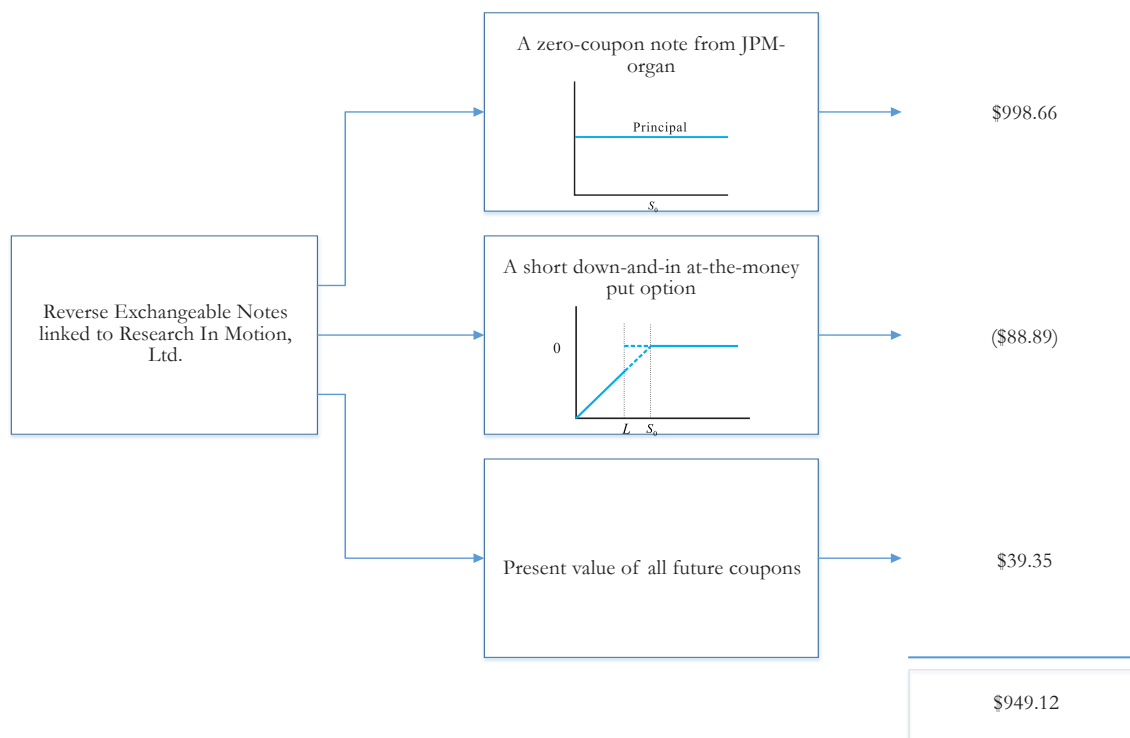 A zero-coupon note from JPM-
organ
Principal
S₀
$998.66
Reverse Exchangeable Notes
linked to Research In Motion,
Ltd.
A short down-and-in at-the-money
put option
0
L S₀
($88.89)
Present value of all future coupons
$39.35
$949.12